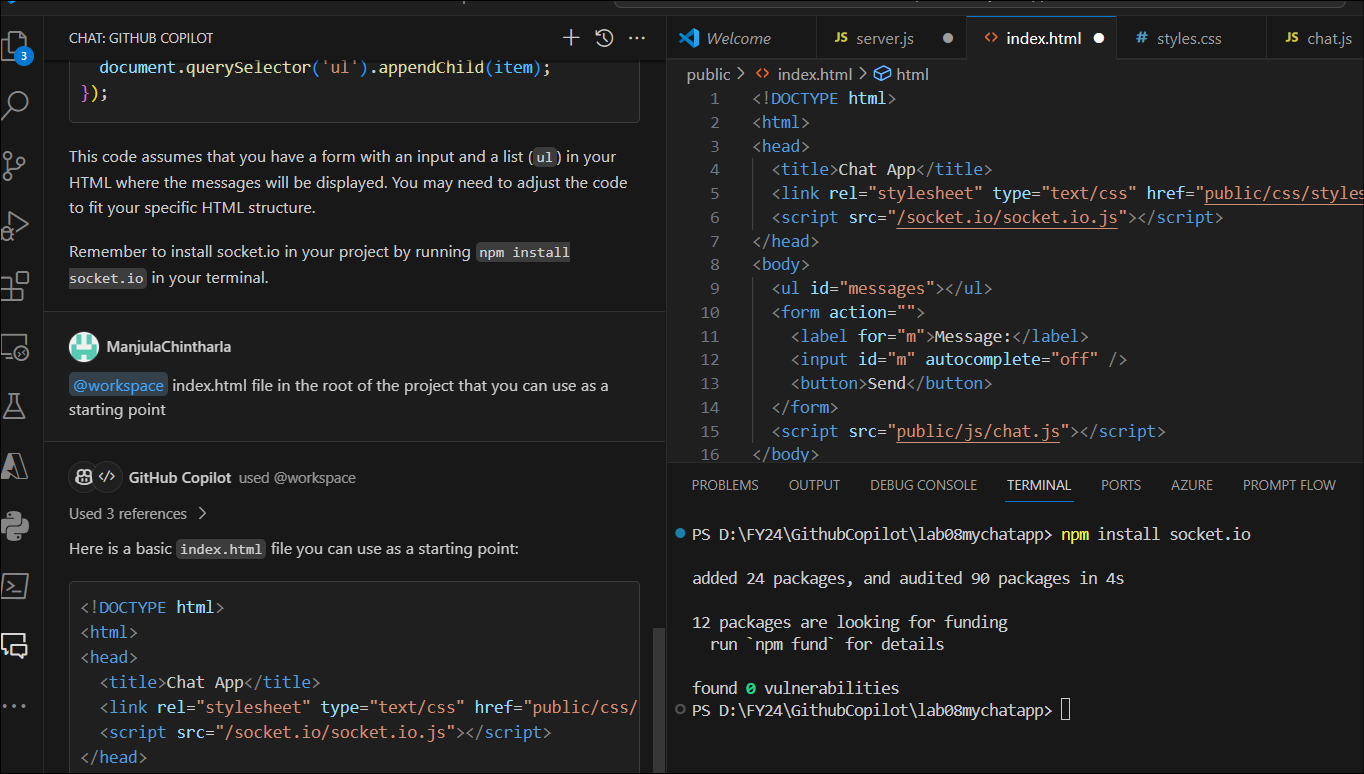 CHAT: GITHUB COPILOT
document.querySelector('ul').appendChild(item);
});
This code assumes that you have a form with an input and a list (ul) in your
HTML where the messages will be displayed. You may need to adjust the code
to fit your specific HTML structure.
Remember to install socket.io in your project by running npm install
socket.io in your terminal.
ManjulaChintharla
@workspace index.html file in the root of the project that you can use as a
starting point
GitHub Copilot used @workspace
Used 3 references
Here is a basic index.html file you can use as a starting point:
<!DOCTYPE html>
<html>
<head>
<title>Chat App</title>
<link rel="stylesheet" type="text/css" href="public/css/
<script src="/socket.io/socket.io.js"></script>
</head>
3
Welcome
JS server.js
<> index.html
# styles.css
JS chat.js
public > <> index.html > html
1 <!DOCTYPE html>
2 <html>
3 <head>
4 <title>Chat App</title>
5 <link rel="stylesheet" type="text/css" href="public/css/styles
6 <script src="/socket.io/socket.io.js"></script>
7 </head>
8 <body>
9 <ul id="messages"></ul>
10 <form action="">
11 <label for="m">Message:</label>
12 <input id="m" autocomplete="off" />
13 <button>Send</button>
14 </form>
15 <script src="public/js/chat.js"></script>
16 </body>
PROBLEMS OUTPUT DEBUG CONSOLE TERMINAL PORTS AZURE PROMPT FLOW
PS D:\FY24\GithubCopilot\lab08mychatapp> npm install socket.io
added 24 packages, and audited 90 packages in 4s
12 packages are looking for funding
run `npm fund` for details
found 0 vulnerabilities
PS D:\FY24\GithubCopilot\lab08mychatapp>